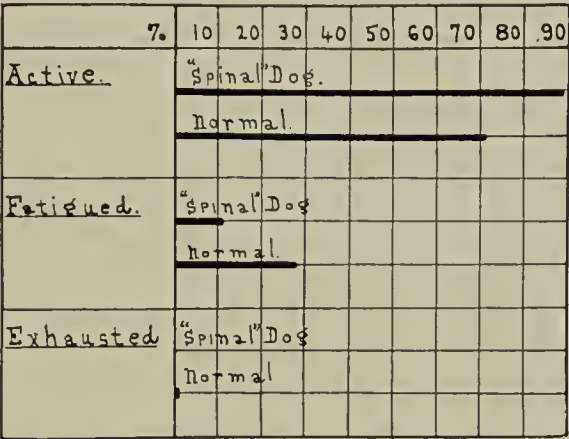 %. 10 20 30 40 50 60 70 80 .90
Active. "Spinal" Dog.
Normal.
Fatigued. "Spinal" Dog
Normal.
Exhausted "Spinal" Dog
Normal